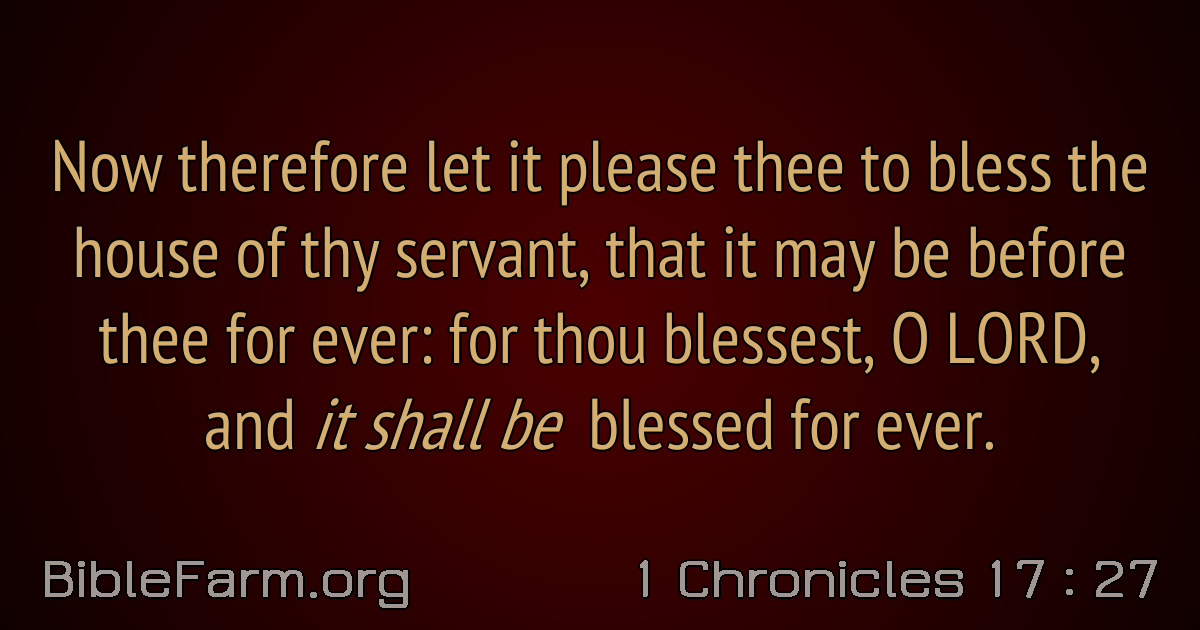 Now therefore let it please thee to bless the
house of thy servant, that it may be before
thee for ever: for thou blessest, O LORD,
and it shall be blessed for ever.
BibleFarm.org
1 Chronicles 17 : 27